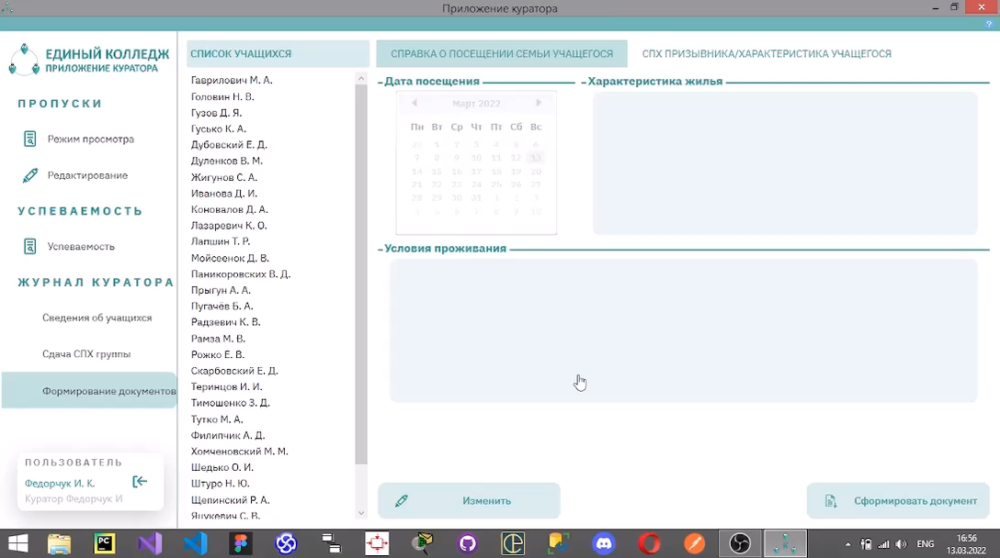 Приложение куратора
ЕДИНЫЙ КОЛЛЕДЖ
ПРИЛОЖЕНИЕ КУРАТОРА
ПРОПУСКИ
Режим просмотра
Редактирование
УСПЕВАЕМОСТЬ
Успеваемость
ЖУРНАЛ КУРАТОРА
Сведения об учащихся
Сдача СПХ группы
Формирование документов
ПОЛЬЗОВАТЕЛЬ
Федорчук И. К.
Куратор Федорчук И
СПИСОК УЧАЩИХСЯ
Гаврилович М. А.
Головин Н. В.
Гузов Д. Я.
Гусько К. А.
Дубовский Е. Д.
Дуленков В. М.
Жигунов С. А.
Иванова Д. И.
Коновалов Д. А.
Лазаревич К. О.
Лапшин Т. Р.
Мойсеенок Д. В.
Паникоровских В. Д.
Прыгун А. А.
Пугачёв Б. А.
Радзевич К. В.
Рамза М. В.
Рожко Е. В.
Скарбовский Е. Д.
Теринцов И. И.
Тимошенко З. Д.
Тутко М. А.
Филипчик А. Д.
Хомченовский М. М.
Шедько О. И.
Штуро Н. Ю.
Щепинский Р. А.
Яцукевич С. В.
СПРАВКА О ПОСЕЩЕНИИ СЕМЬИ УЧАЩЕГОСЯ
СПХ ПРИЗЫВНИКА/ХАРАКТЕРИСТИКА УЧАЩЕГОСЯ
Дата посещения
Март 2022
Пн Вт Ср Чт Пт Сб Вс
28 1 2 3 4 5 6
7 8 9 10 11 12 13
14 15 16 17 18 19 20
21 22 23 24 25 26 27
28 29 30 31 1 2 3
4 5 6 7 8 9 10
Характеристика жилья
Условия проживания
Изменить
Сформировать документ
ENG
16:56
13.03.2022